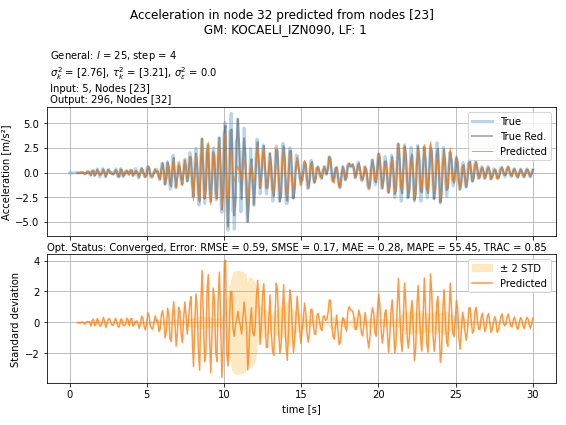 Acceleration in node 32 predicted from nodes [23]
GM: KOCAELI_IZN090, LF: 1
General: l = 25, step = 4
σ²ₖ = [2.76], τ²ₖ = [3.21], σ²ε = 0.0
Input: 5, Nodes [23]
Output: 296, Nodes [32]
Acceleration [m/s²]
5.0
2.5
0.0
−2.5
−5.0
True
True Red.
Predicted
Opt. Status: Converged, Error: RMSE = 0.59, SMSE = 0.17, MAE = 0.28, MAPE = 55.45, TRAC = 0.85
Standard deviation
4
2
0
−2
± 2 STD
Predicted
0 5 10 15 20 25 30
time [s]